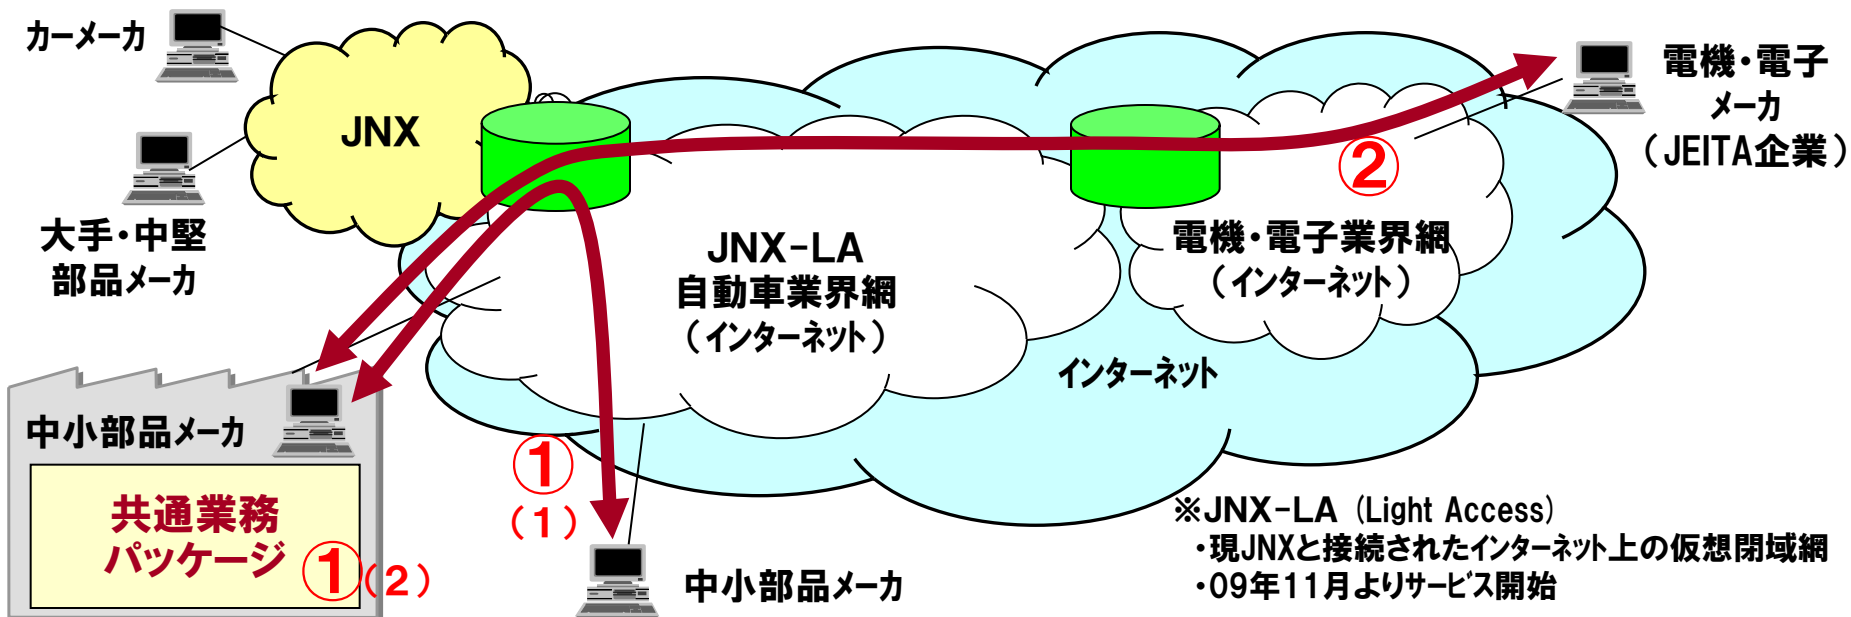 カーメーカ
JNX
大手・中堅
部品メーカ
電機・電子
メーカ
（JEITA企業）
②
JNX-LA
自動車業界網
（インターネット）
電機・電子業界網
（インターネット）
インターネット
中小部品メーカ
共通業務
パッケージ
①(2)
①
(1)
中小部品メーカ
※JNX-LA (Light Access)
・現JNXと接続されたインターネット上の仮想閉域網
・09年11月よりサービス開始